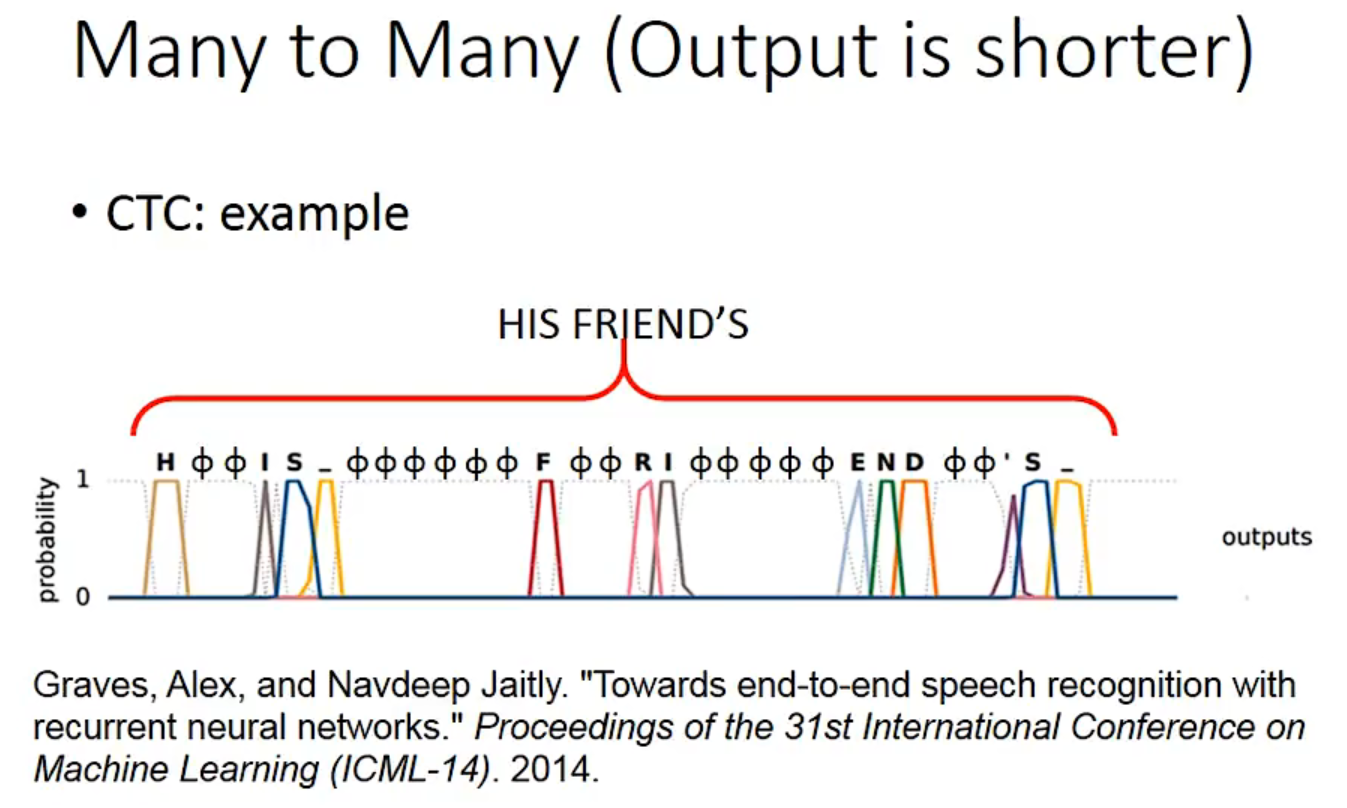 Many to Many (Output is shorter)
• CTC: example
HIS FRIEND’S
H ϕ ϕ I S _ ϕ ϕ ϕ ϕ ϕ ϕ F ϕ ϕ R I ϕ ϕ ϕ ϕ ϕ E N D ϕ ϕ ' S _
1
probability
outputs
0
Graves, Alex, and Navdeep Jaitly. "Towards end-to-end speech recognition with
recurrent neural networks." Proceedings of the 31st International Conference on
Machine Learning (ICML-14). 2014.